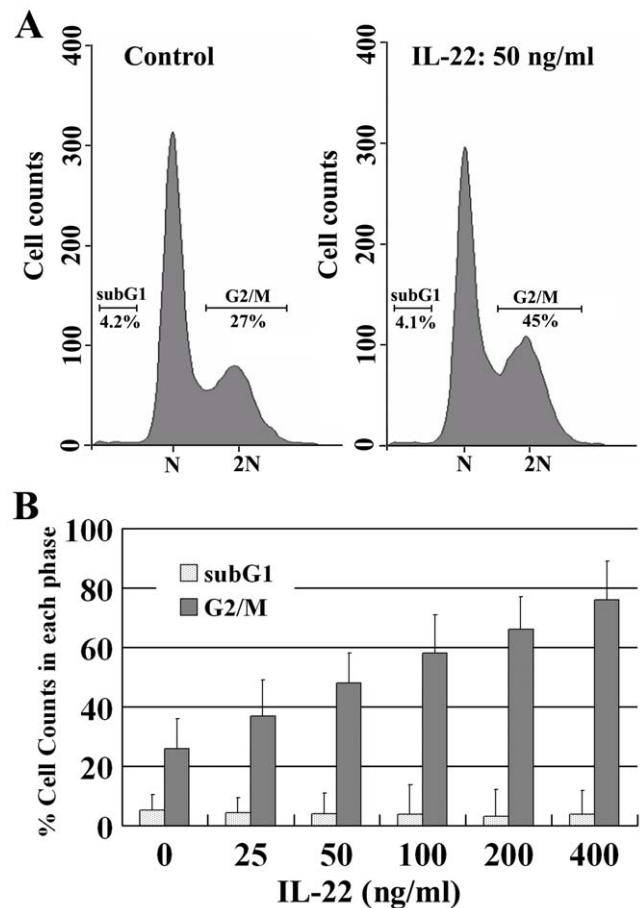 A
Control
IL-22: 50 ng/ml
Cell counts
400
300
200
100
0
subG1
4.2%
G2/M
27%
N
2N
Cell counts
400
300
200
100
0
subG1
4.1%
G2/M
45%
N
2N
B
% Cell Counts in each phase
100
80
60
40
20
0
subG1
G2/M
0 25 50 100 200 400
IL-22 (ng/ml)